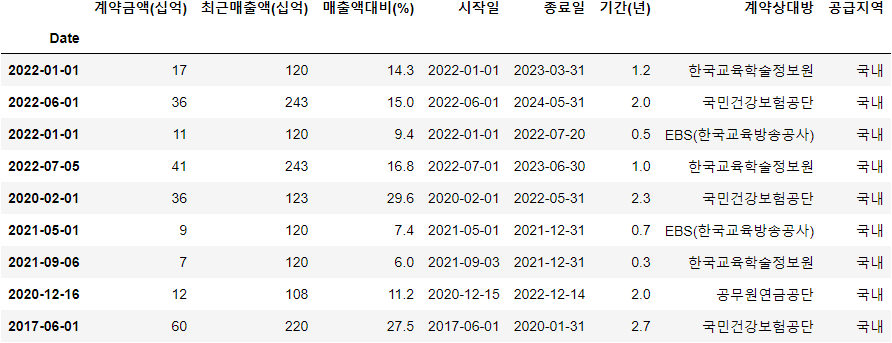 계약금액(십억) 최근매출액(십억) 매출액대비(%) 시작일 종료일 기간(년) 계약상대방 공급지역
Date
2022-01-01 17 120 14.3 2022-01-01 2023-03-31 1.2 한국교육학술정보원 국내
2022-06-01 36 243 15.0 2022-06-01 2024-05-31 2.0 국민건강보험공단 국내
2022-01-01 11 120 9.4 2022-01-01 2022-07-20 0.5 EBS(한국교육방송공사) 국내
2022-07-05 41 243 16.8 2022-07-01 2023-06-30 1.0 한국교육학술정보원 국내
2020-02-01 36 123 29.6 2020-02-01 2022-05-31 2.3 국민건강보험공단 국내
2021-05-01 9 120 7.4 2021-05-01 2021-12-31 0.7 EBS(한국교육방송공사) 국내
2021-09-06 7 120 6.0 2021-09-03 2021-12-31 0.3 한국교육학술정보원 국내
2020-12-16 12 108 11.2 2020-12-15 2022-12-14 2.0 공무원연금공단 국내
2017-06-01 60 220 27.5 2017-06-01 2020-01-31 2.7 국민건강보험공단 국내